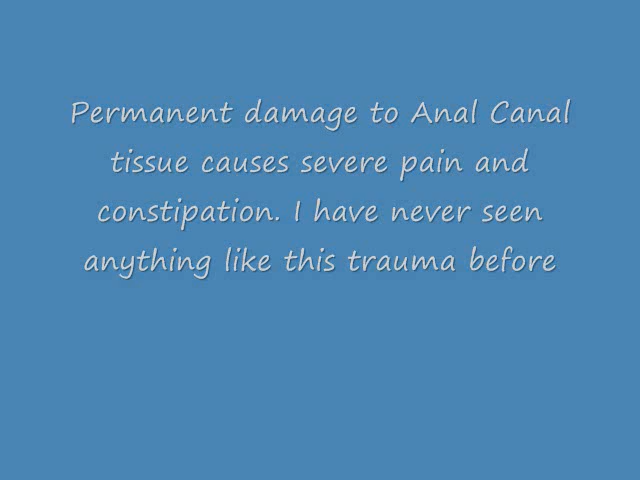 Permanent damage to Anal Canal
tissue causes severe pain and
constipation. I have never seen
anything like this trauma before